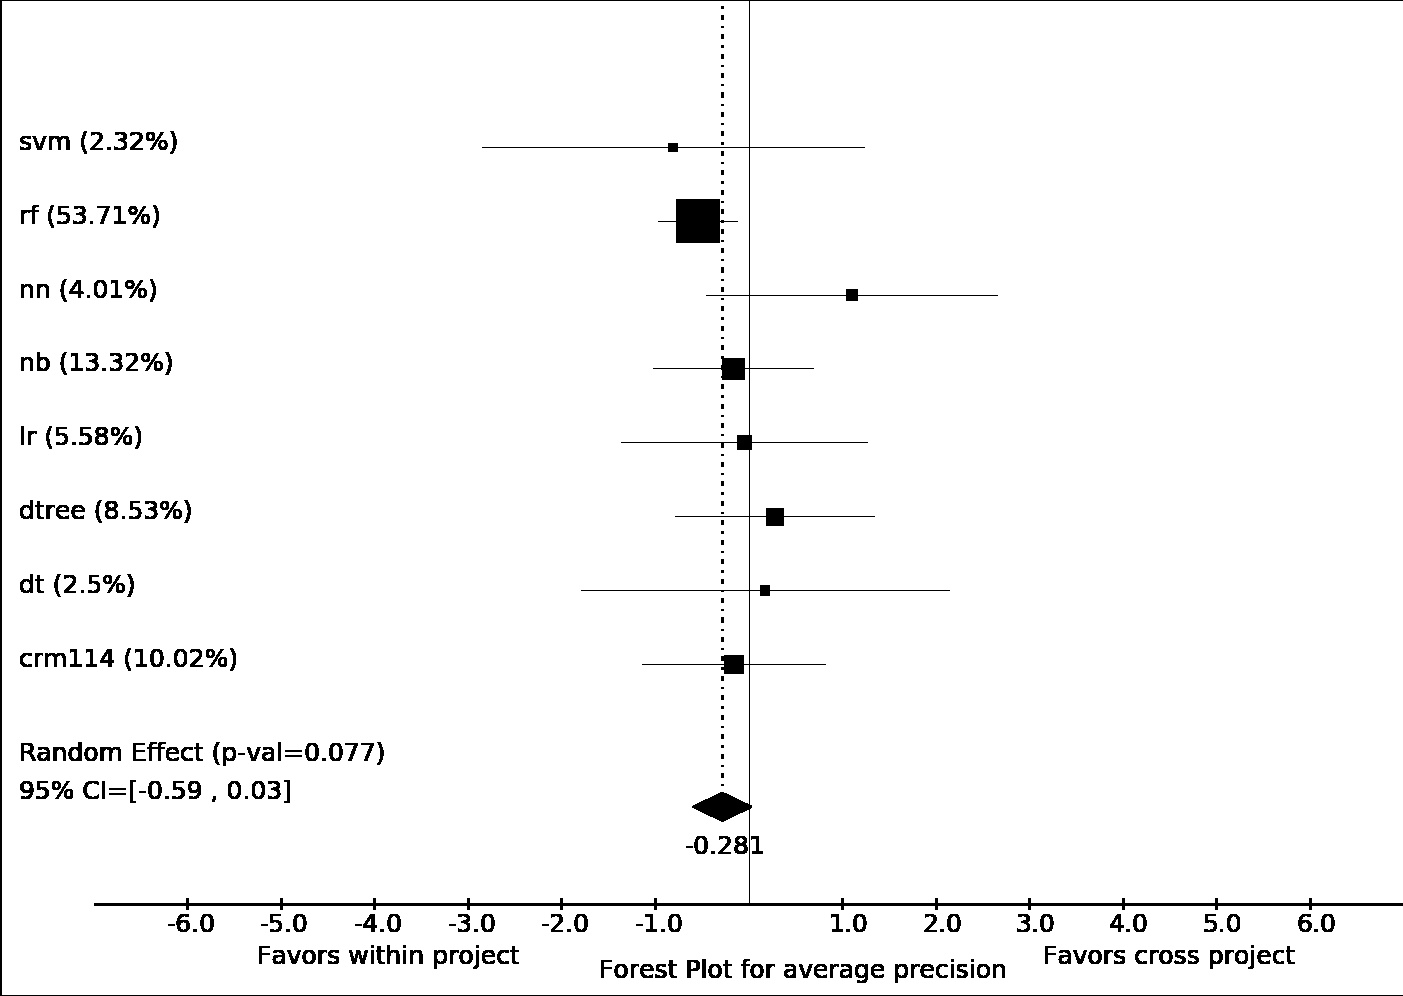 svm (2.32%)
rf (53.71%)
nn (4.01%)
nb (13.32%)
lr (5.58%)
dtree (8.53%)
dt (2.5%)
crm114 (10.02%)
Random Effect (p-val=0.077)
95% CI=[-0.59 , 0.03]
-0.281
-6.0 -5.0 -4.0 -3.0 -2.0 -1.0 1.0 2.0 3.0 4.0 5.0 6.0
Favors within project Favors cross project
Forest Plot for average precision